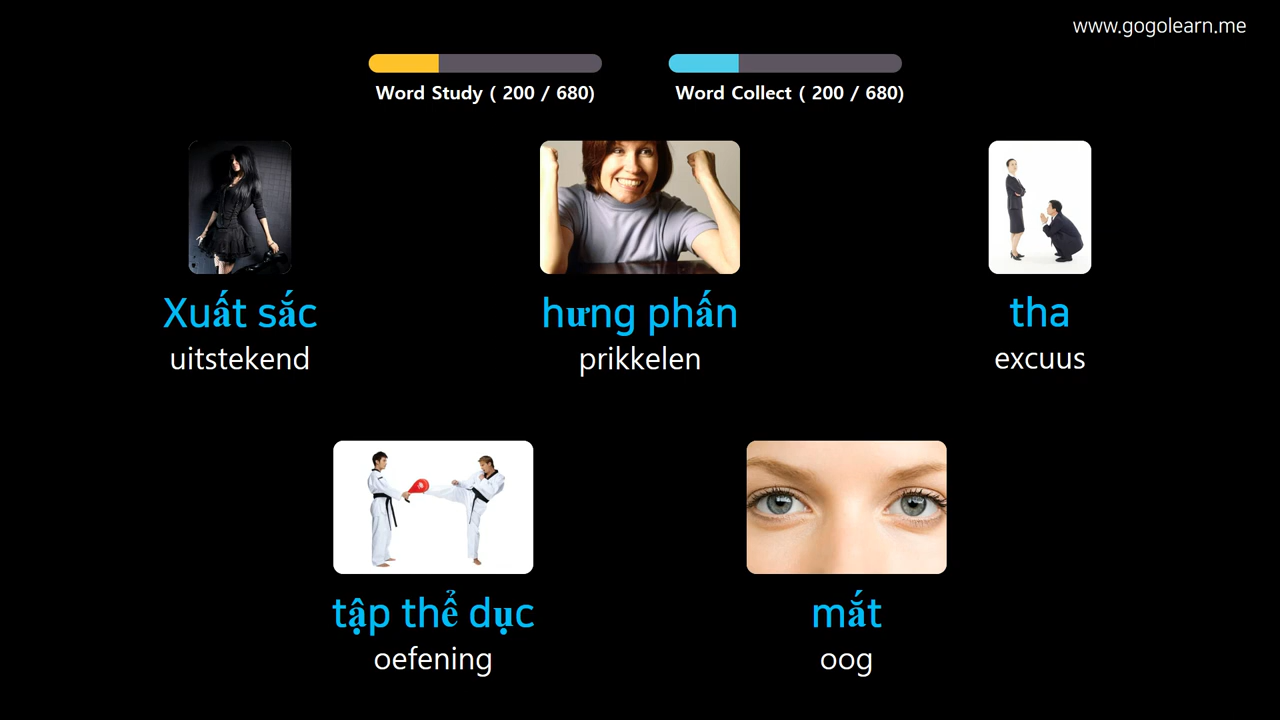 www.gogolearn.me
Word Study ( 200 / 680)
Word Collect ( 200 / 680)
Xuất sắc
uitstekend
hưng phấn
prikkelen
tha
excuus
tập thể dục
oefening
mắt
oog